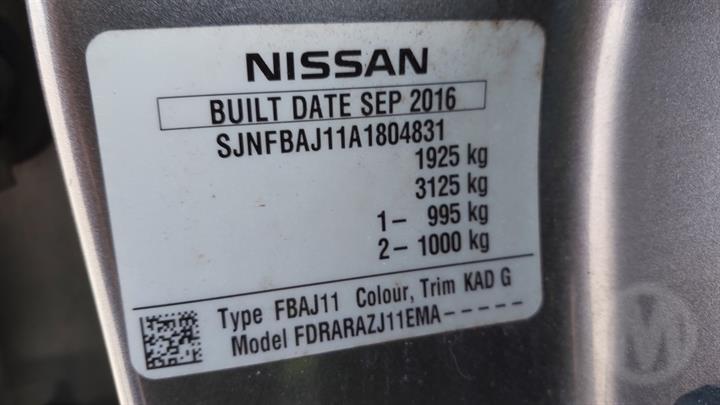 NISSAN
BUILT DATE SEP 2016
SJNFBAJ11A1804831
1925 kg
3125 kg
1– 995 kg
2– 1000 kg
Type FBAJ11 Colour, Trim KAD G
Model FDRARAZJ11EMA– – – – –
M